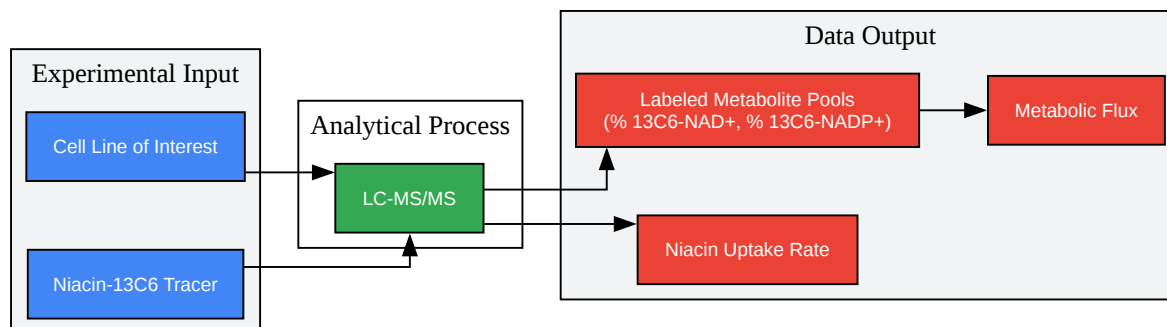 Experimental Input
Cell Line of Interest
Niacin-13C6 Tracer
Analytical Process
LC-MS/MS
Data Output
Labeled Metabolite Pools
(% 13C6-NAD+, % 13C6-NADP+)
Metabolic Flux
Niacin Uptake Rate